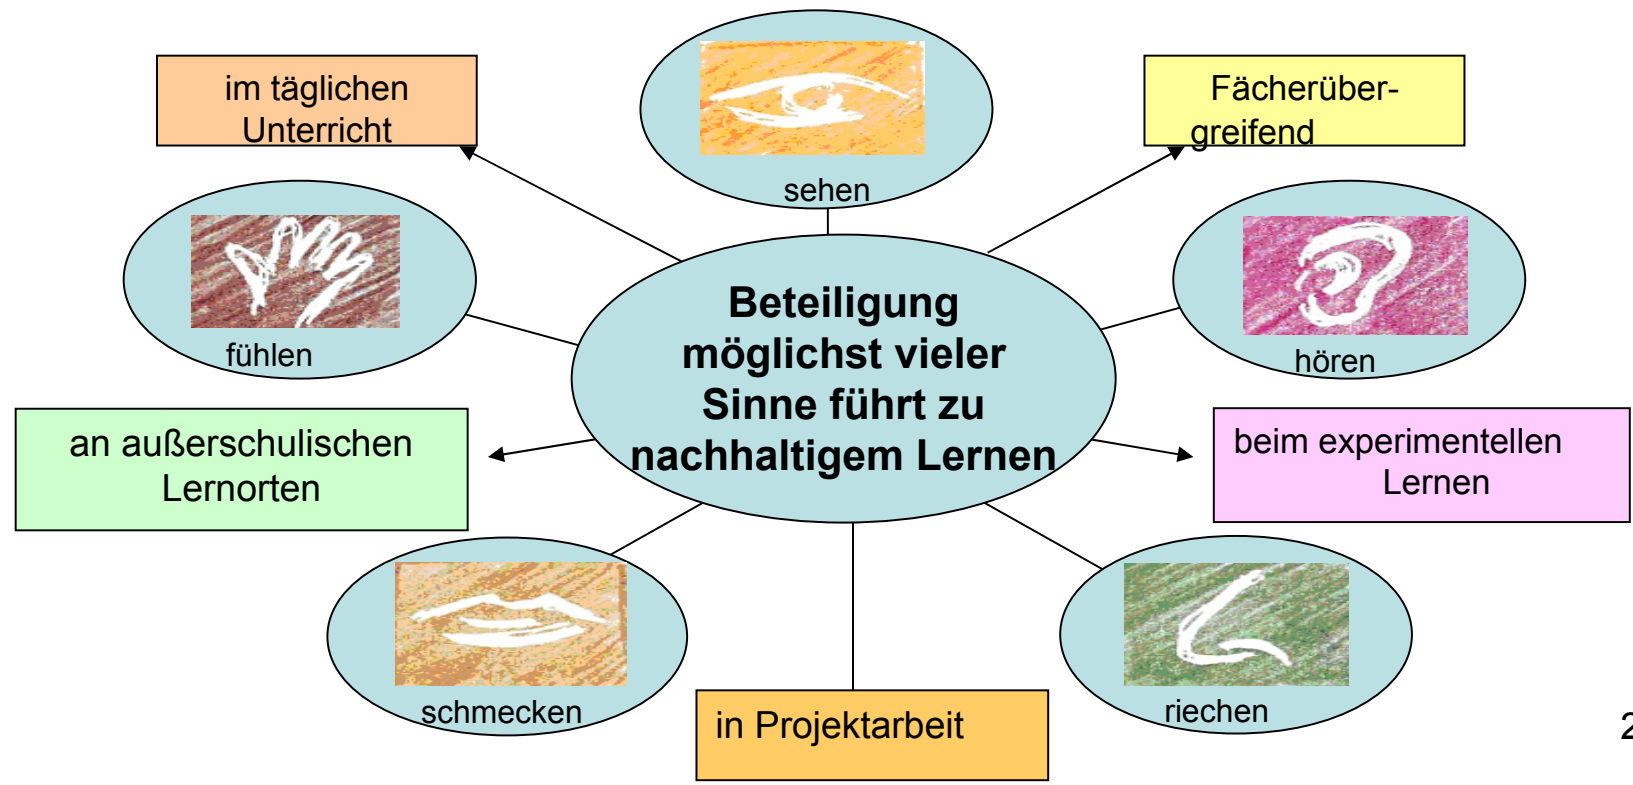 im täglichen
Unterricht
sehen
Fächerüber-
greifend
fühlen
Beteiligung
möglichst vieler
Sinne führt zu
nachhaltigem Lernen
hören
an außerschulischen
Lernorten
beim experimentellen
Lernen
schmecken
in Projektarbeit
riechen
2